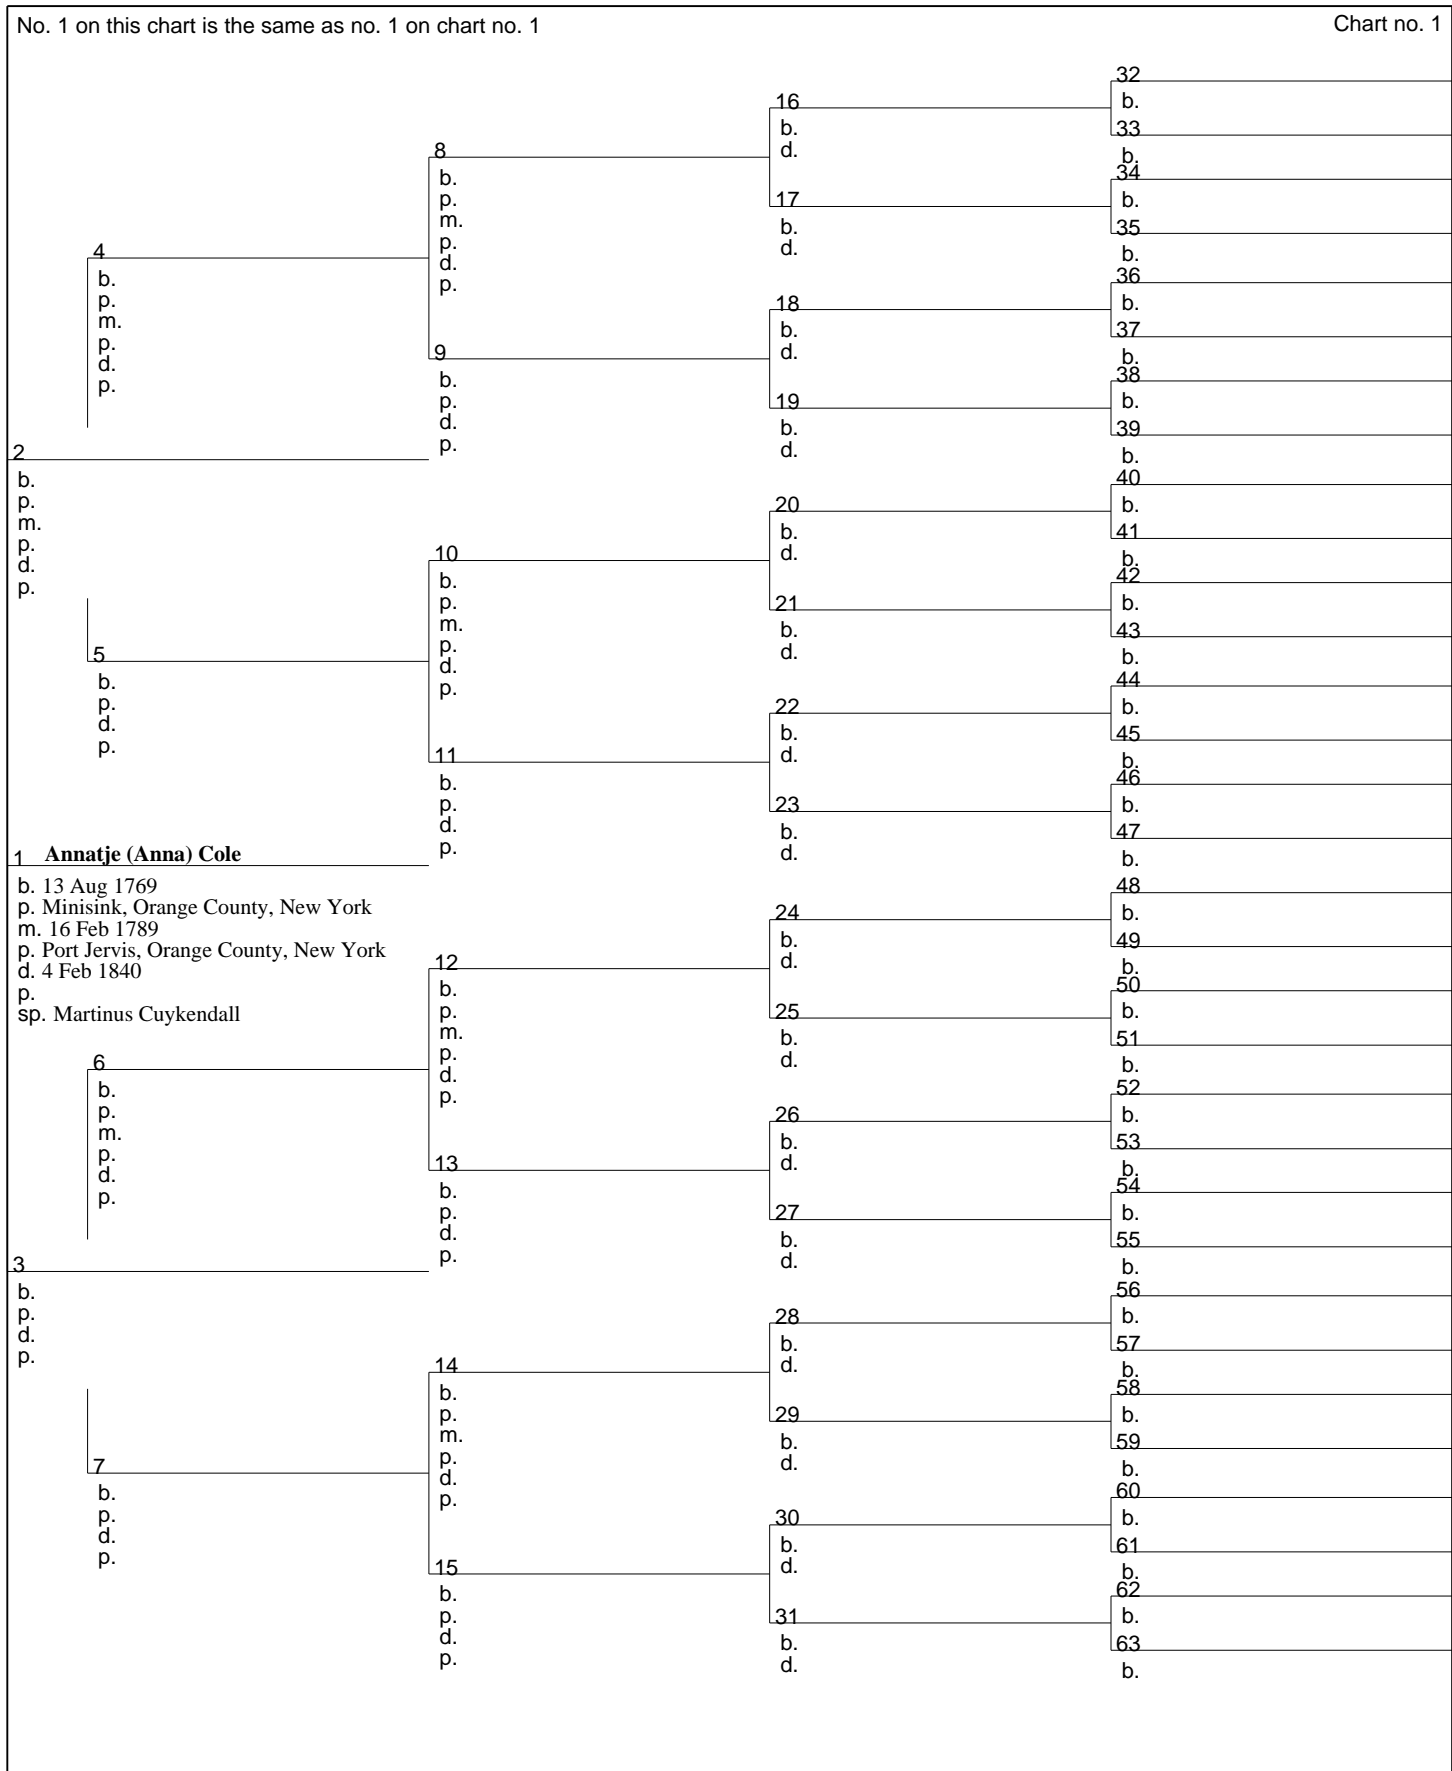 No. 1 on this chart is the same as no. 1 on chart no. 1
Chart no. 1
2
b.
p.
m.
p.
d.
p.
1 Annatje (Anna) Cole
b. 13 Aug 1769
p. Minisink, Orange County, New York
m. 16 Feb 1789
p. Port Jervis, Orange County, New York
d. 4 Feb 1840
p.
sp. Martinus Cuykendall
3
b.
p.
d.
p.
4
b.
p.
m.
p.
d.
p.
5
b.
p.
d.
p.
6
b.
p.
m.
p.
d.
p.
7
b.
p.
d.
p.
8
b.
p.
m.
p.
d.
p.
9
b.
p.
d.
p.
10
b.
p.
m.
p.
d.
p.
11
b.
p.
d.
p.
12
b.
p.
m.
p.
d.
p.
13
b.
p.
d.
p.
14
b.
p.
m.
p.
d.
p.
15
b.
p.
d.
p.
16
b.
d.
17
b.
d.
18
b.
d.
19
b.
d.
20
b.
d.
21
b.
d.
22
b.
d.
23
b.
d.
24
b.
d.
25
b.
d.
26
b.
d.
27
b.
d.
28
b.
d.
29
b.
d.
30
b.
d.
31
b.
d.
32
b.
33
b.
34
b.
35
b.
36
b.
37
b.
38
b.
39
b.
40
b.
41
b.
42
b.
43
b.
44
b.
45
b.
46
b.
47
b.
48
b.
49
b.
50
b.
51
b.
52
b.
53
b.
54
b.
55
b.
56
b.
57
b.
58
b.
59
b.
60
b.
61
b.
62
b.
63
b.